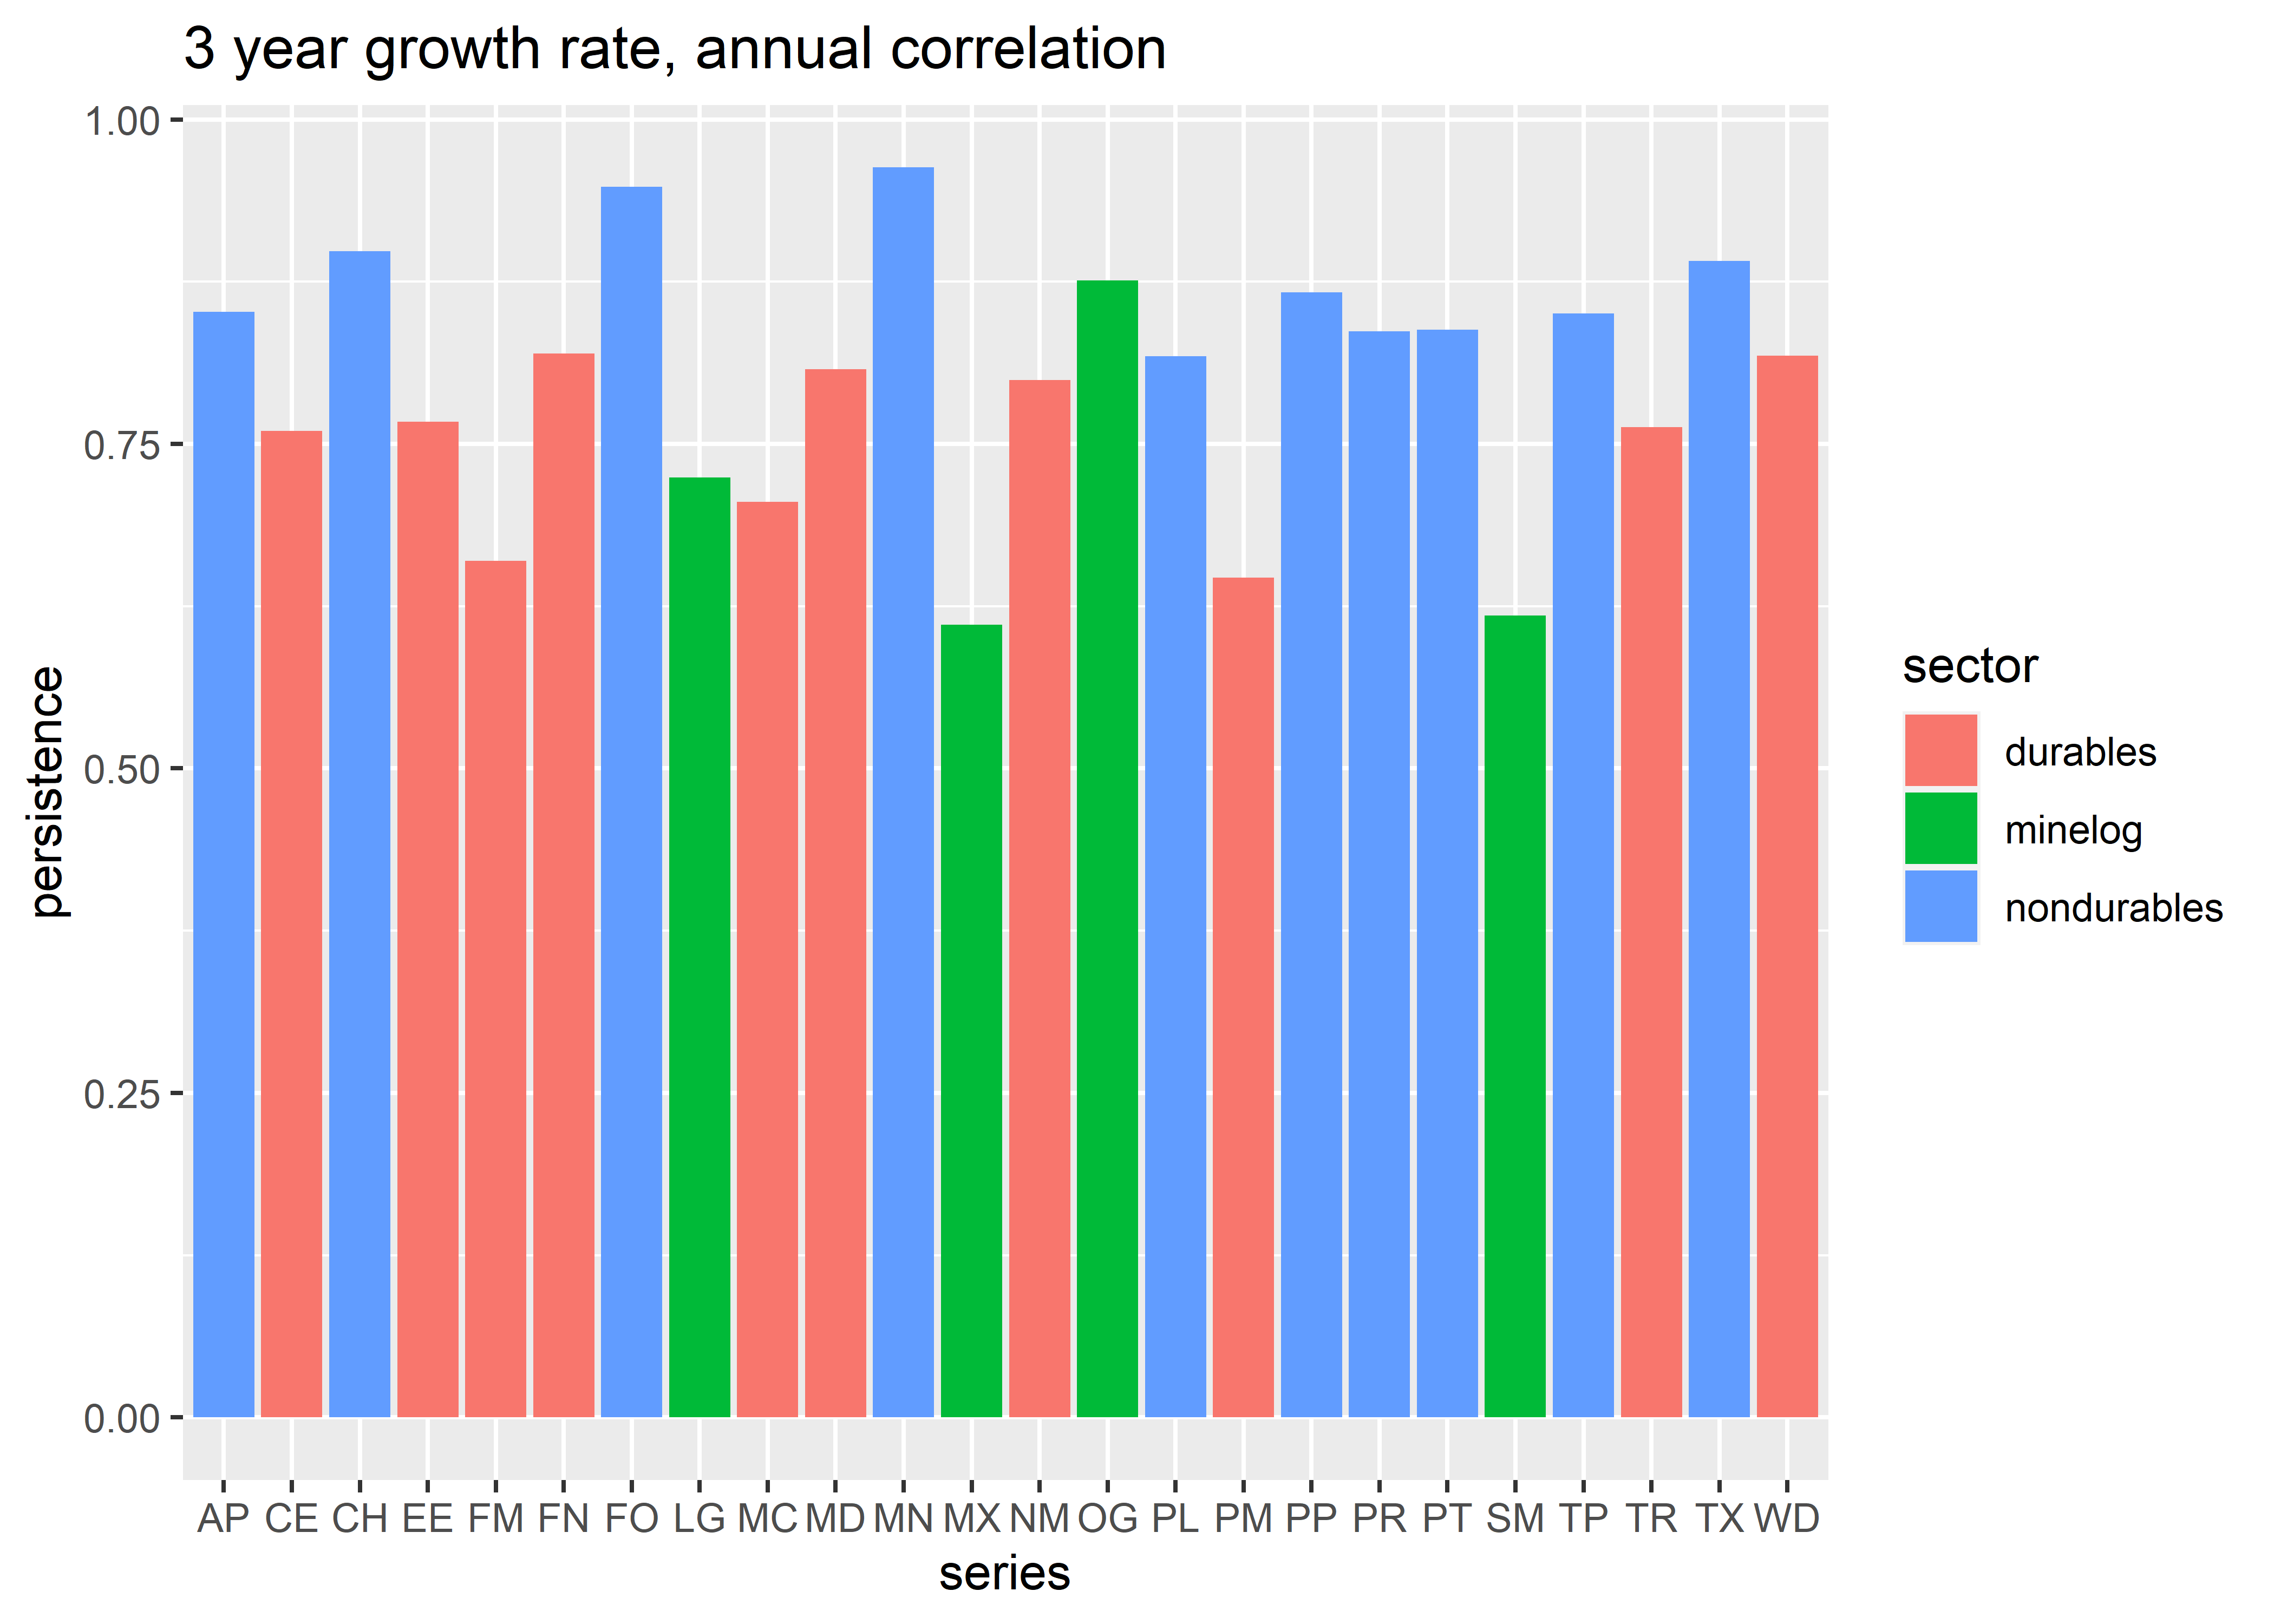 3 year growth rate, annual correlation
1.00
0.75
0.50
0.25
0.00
persistence
AP CE CH EE FM FN FO LG MC MD MN MX NM OG PL PM PP PR PT SM TP TR TX WD
series
sector
durables
minelog
nondurables